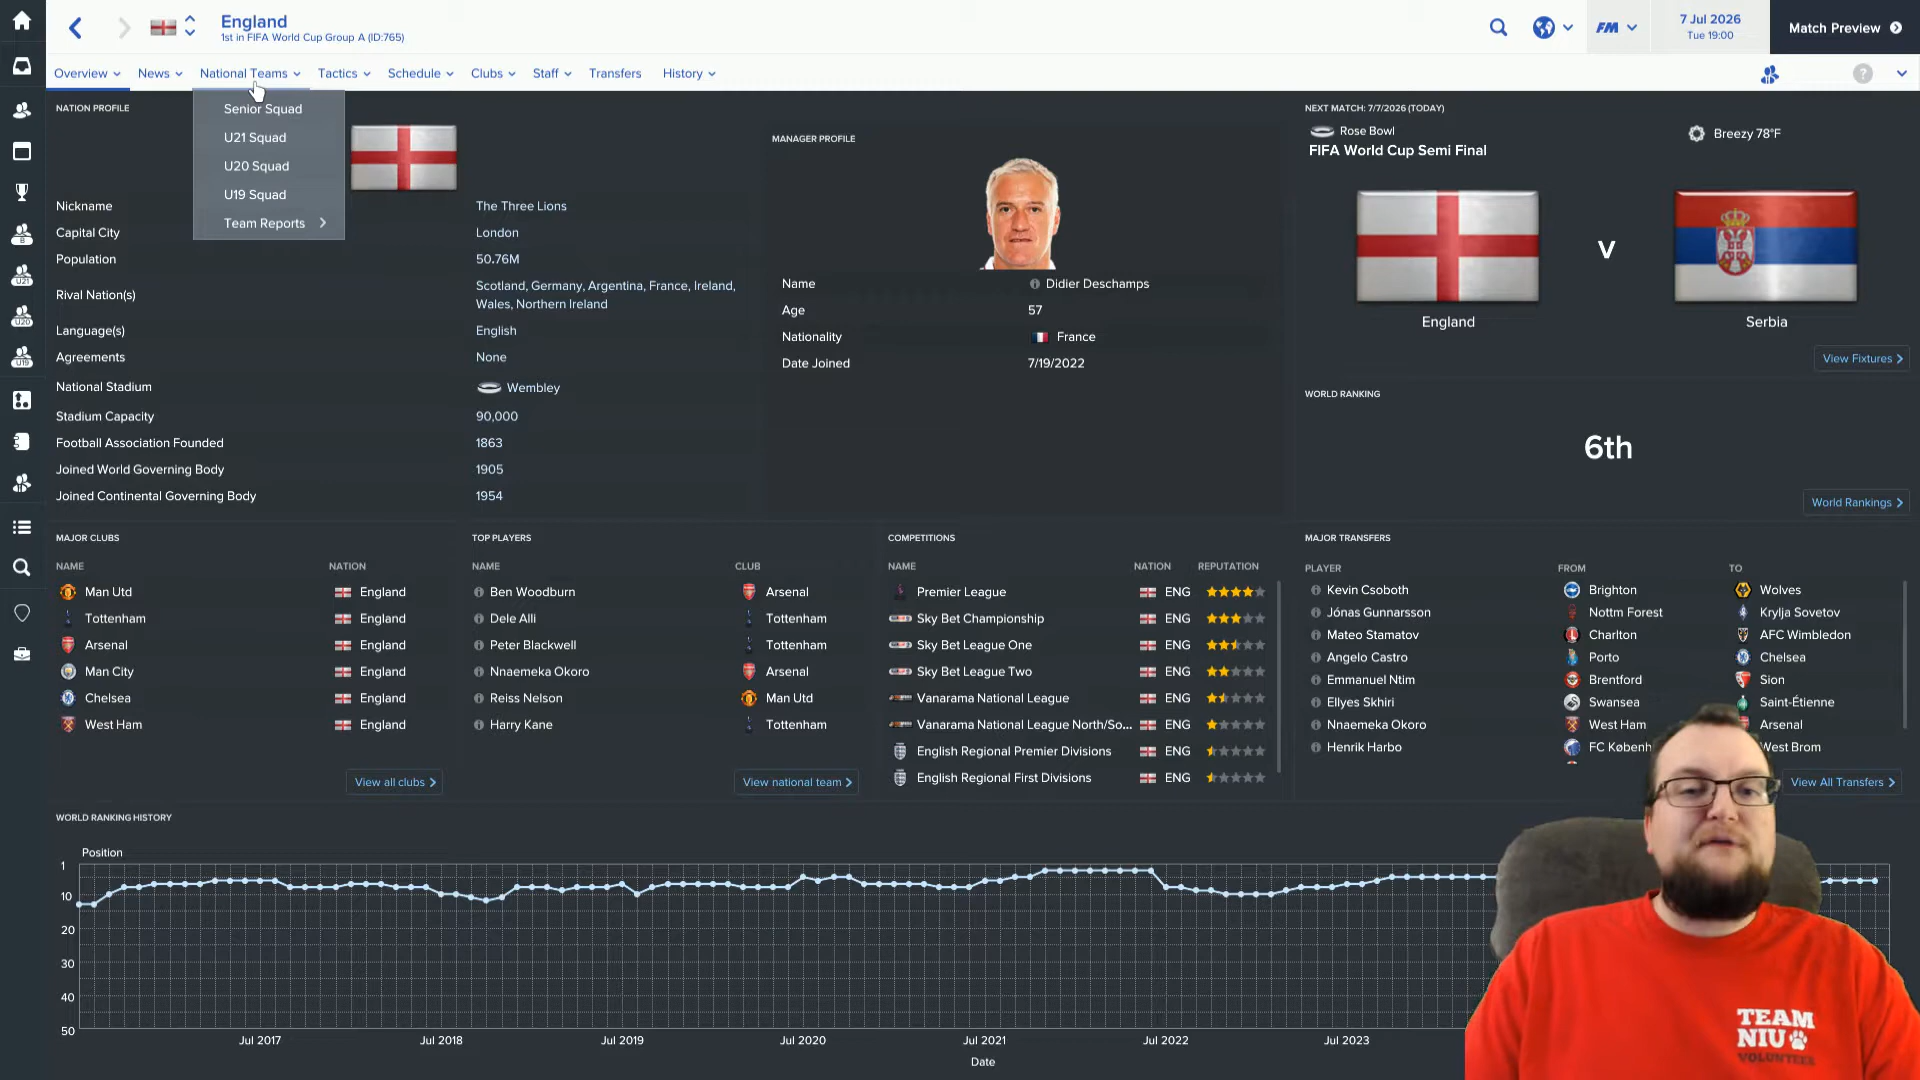 England
1st in FIFA World Cup Group A (ID:765)
FM
7 Jul 2026
Tue 19:00
Match Preview
Overview
News
National Teams
Tactics
Schedule
Clubs
Staff
Transfers
History
?
Senior Squad
U21 Squad
U20 Squad
U19 Squad
Team Reports
B
U21
U20
U19
NATION PROFILE
Nickname The Three Lions
Capital City London
Population 50.76M
Rival Nation(s) Scotland, Germany, Argentina, France, Ireland,
Wales, Northern Ireland
Language(s) English
Agreements None
National Stadium Wembley
Stadium Capacity 90,000
Football Association Founded 1863
Joined World Governing Body 1905
Joined Continental Governing Body 1954
MANAGER PROFILE
Name Didier Deschamps
Age 57
Nationality France
Date Joined 7/19/2022
NEXT MATCH: 7/7/2026 (TODAY)
Rose Bowl
Breezy 78°F
FIFA World Cup Semi Final
V
England
Serbia
View Fixtures
WORLD RANKING
6th
World Rankings
MAJOR CLUBS
NAME NATION
Man Utd England
Tottenham England
Arsenal England
Man City England
Chelsea England
West Ham England
View all clubs
TOP PLAYERS
NAME CLUB
Ben Woodburn Arsenal
Dele Alli Tottenham
Peter Blackwell Tottenham
Nnaemeka Okoro Arsenal
Reiss Nelson Man Utd
Harry Kane Tottenham
View national team
COMPETITIONS
NAME NATION REPUTATION
Premier League ENG
Sky Bet Championship ENG
Sky Bet League One ENG
Sky Bet League Two ENG
Vanarama National League ENG
Vanarama National League North/So... ENG
English Regional Premier Divisions ENG
English Regional First Divisions ENG
MAJOR TRANSFERS
PLAYER FROM TO
Kevin Csoboth Brighton Wolves
Jónas Gunnarsson Nottm Forest Krylja Sovetov
Mateo Stamatov Charlton AFC Wimbledon
Angelo Castro Porto Chelsea
Emmanuel Ntim Brentford Sion
Ellyes Skhiri Swansea Saint-Étienne
Nnaemeka Okoro West Ham Arsenal
Henrik Harbo FC Københ West Brom
View All Transfers
WORLD RANKING HISTORY
Position
1
10
20
30
40
50
Jul 2017
Jul 2018
Jul 2019
Jul 2020
Jul 2021
Jul 2022
Jul 2023
Date
TEAM
NIU
VOLUNTEER